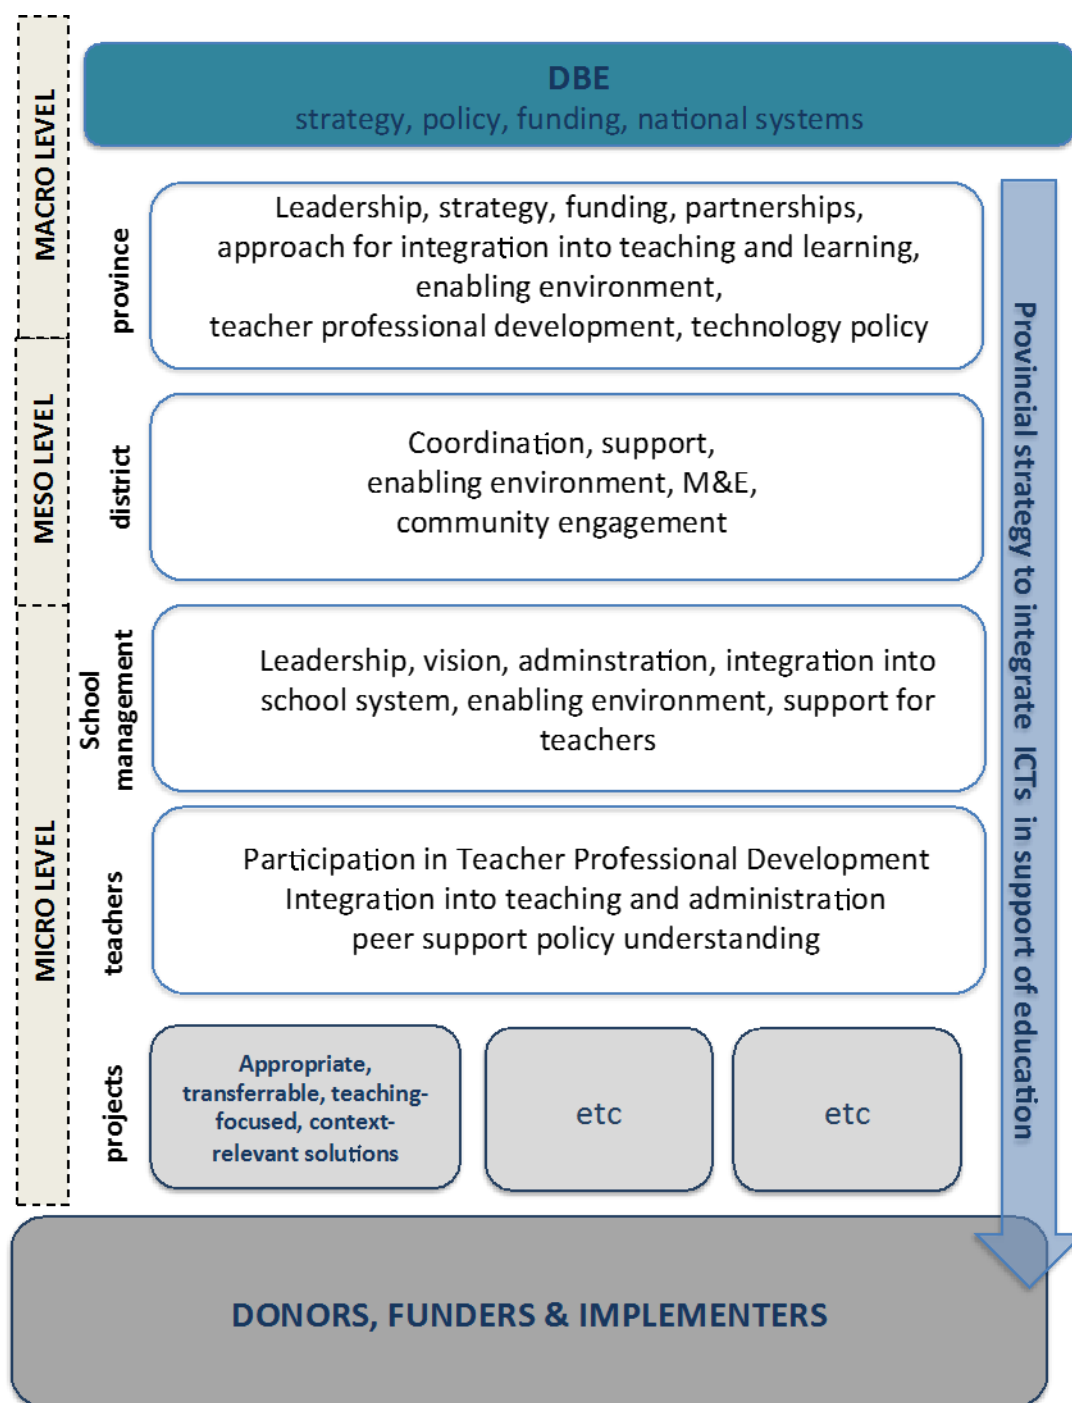 MACRO LEVEL
DBE
strategy, policy, funding, national systems
province
Leadership, strategy, funding, partnerships,
approach for integration into teaching and learning,
enabling environment,
teacher professional development, technology policy
MESO LEVEL
district
Coordination, support,
enabling environment, M&E,
community engagement
MICRO LEVEL
School
management
Leadership, vision, adminstration, integration into
school system, enabling environment, support for
teachers
teachers
Participation in Teacher Professional Development
Integration into teaching and administration
peer support policy understanding
projects
Appropriate,
transferrable, teaching-
focused, context-
relevant solutions
etc
etc
Provincial strategy to integrate ICTs in support of education
DONORS, FUNDERS & IMPLEMENTERS